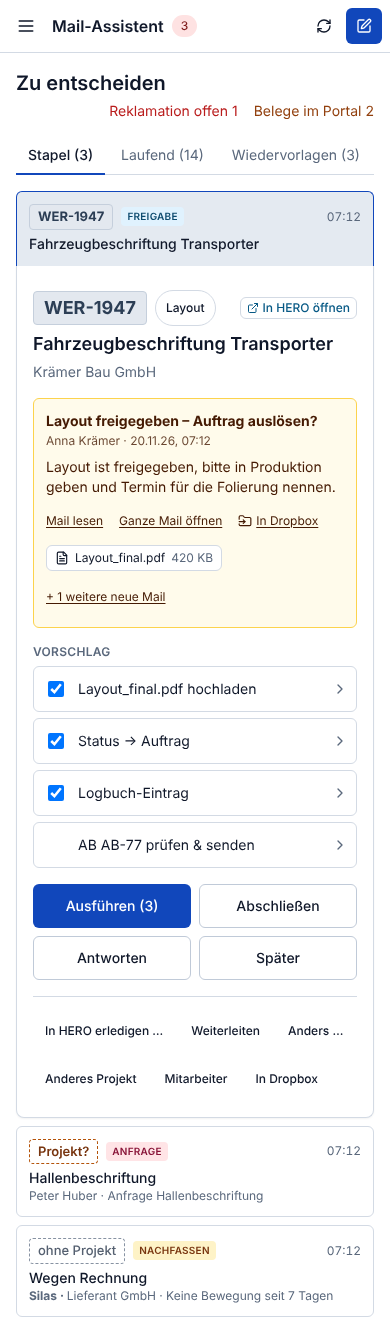 Mail-Assistent 3
Zu entscheiden
Reklamation offen 1 Belege im Portal 2
Stapel (3) Laufend (14) Wiedervorlagen (3)
WER-1947 FREIGABE 07:12
Fahrzeugbeschriftung Transporter
WER-1947 Layout In HERO öffnen
Fahrzeugbeschriftung Transporter
Krämer Bau GmbH
Layout freigegeben – Auftrag auslösen?
Anna Krämer · 20.11.26, 07:12
Layout ist freigegeben, bitte in Produktion
geben und Termin für die Folierung nennen.
Mail lesen Ganze Mail öffnen In Dropbox
Layout_final.pdf 420 KB
+ 1 weitere neue Mail
VORSCHLAG
Layout_final.pdf hochladen
Status → Auftrag
Logbuch-Eintrag
AB AB-77 prüfen & senden
Ausführen (3) Abschließen
Antworten Später
In HERO erledigen ... Weiterleiten Anders ...
Anderes Projekt Mitarbeiter In Dropbox
Projekt? ANFRAGE 07:12
Hallenbeschriftung
Peter Huber · Anfrage Hallenbeschriftung
ohne Projekt NACHFASSEN 07:12
Wegen Rechnung
Silas · Lieferant GmbH · Keine Bewegung seit 7 Tagen